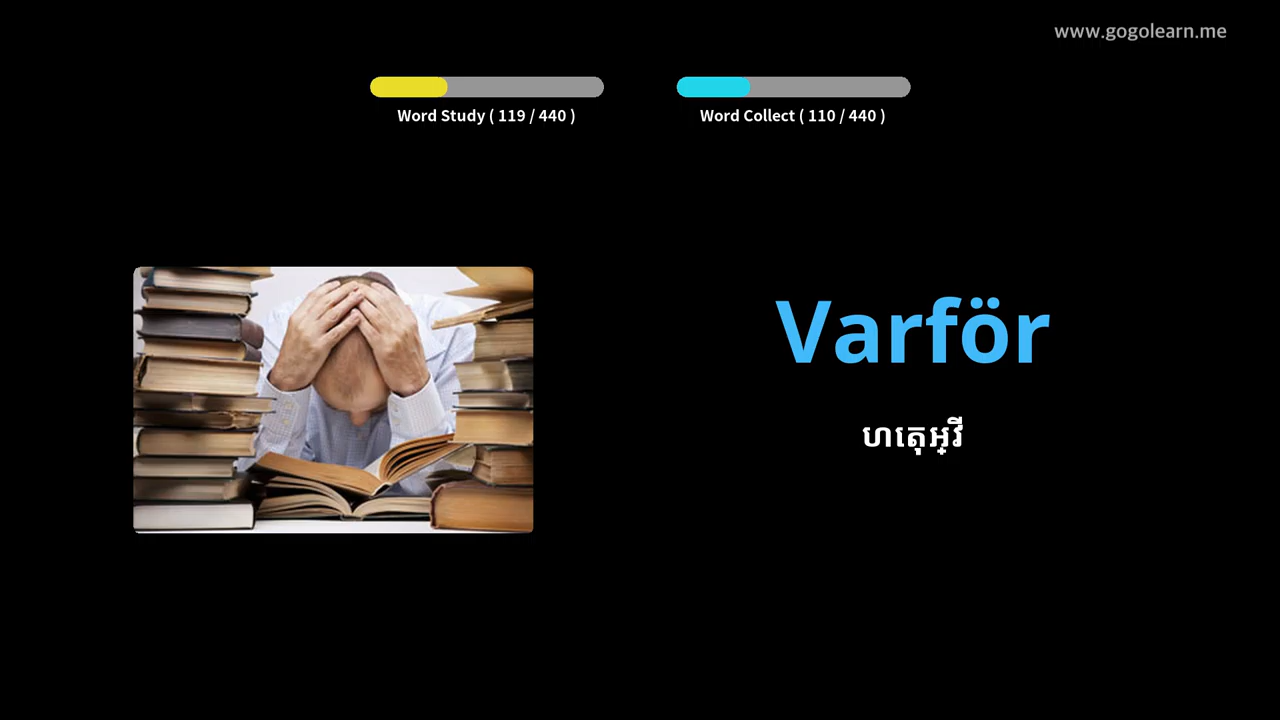 www.gogolearn.me
Word Study ( 119 / 440 )
Word Collect ( 110 / 440 )
Varför
ហតេុអ្វី